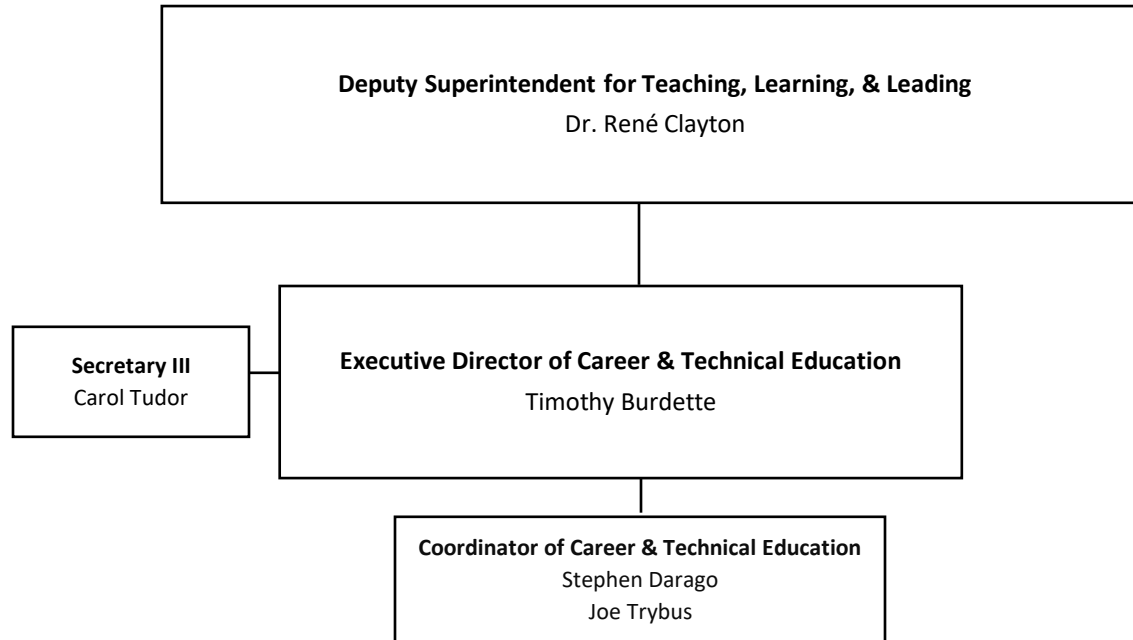 Deputy Superintendent for Teaching, Learning, & Leading
Dr. René Clayton
Secretary III
Carol Tudor
Executive Director of Career & Technical Education
Timothy Burdette
Coordinator of Career & Technical Education
Stephen Darago
Joe Trybus